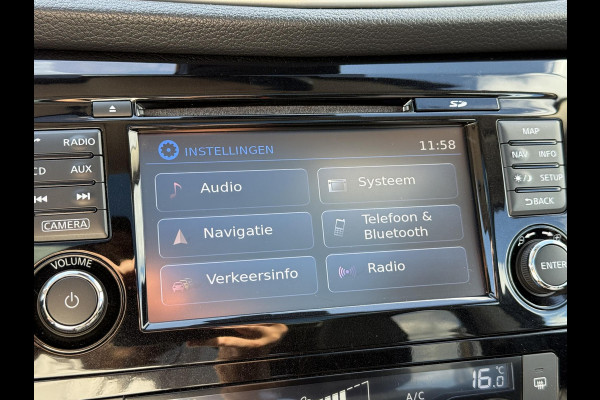 RADIO
CD AUX
CAMERA
VOLUME
INSTELLINGEN 11:58
Audio
Systeem
Navigatie
Telefoon &
Bluetooth
Verkeersinfo
Radio
SD
MAP
NAV INFO
SETUP
BACK
ENTER
A/C
16.0 °C